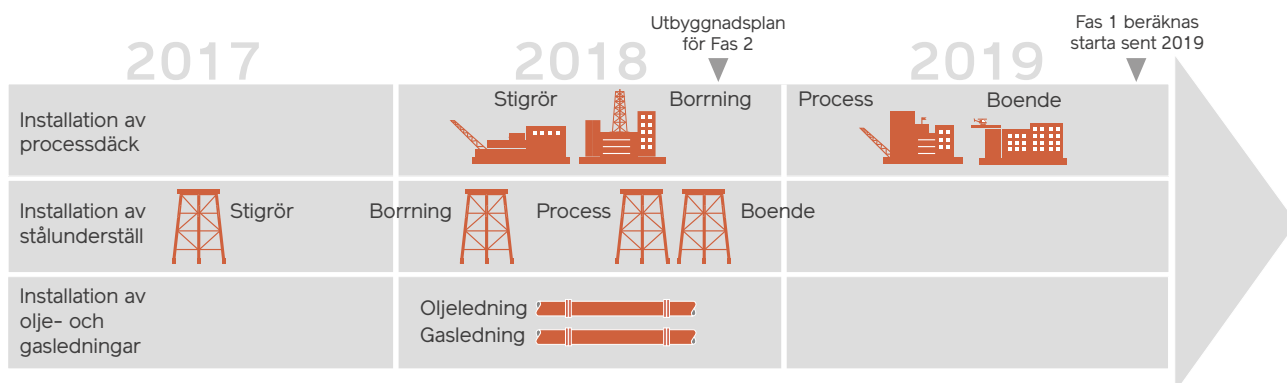 Utbyggnadsplan
för Fas 2
Fas 1 beräknas
starta sent 2019
2017
2018
2019
Installation av
processdäck
Stigrör
Borrning
Process
Boende
Installation av
stålunderställ
Stigrör
Borrning
Process
Boende
Installation av
olje- och
gasledningar
Oljeledning
Gasledning